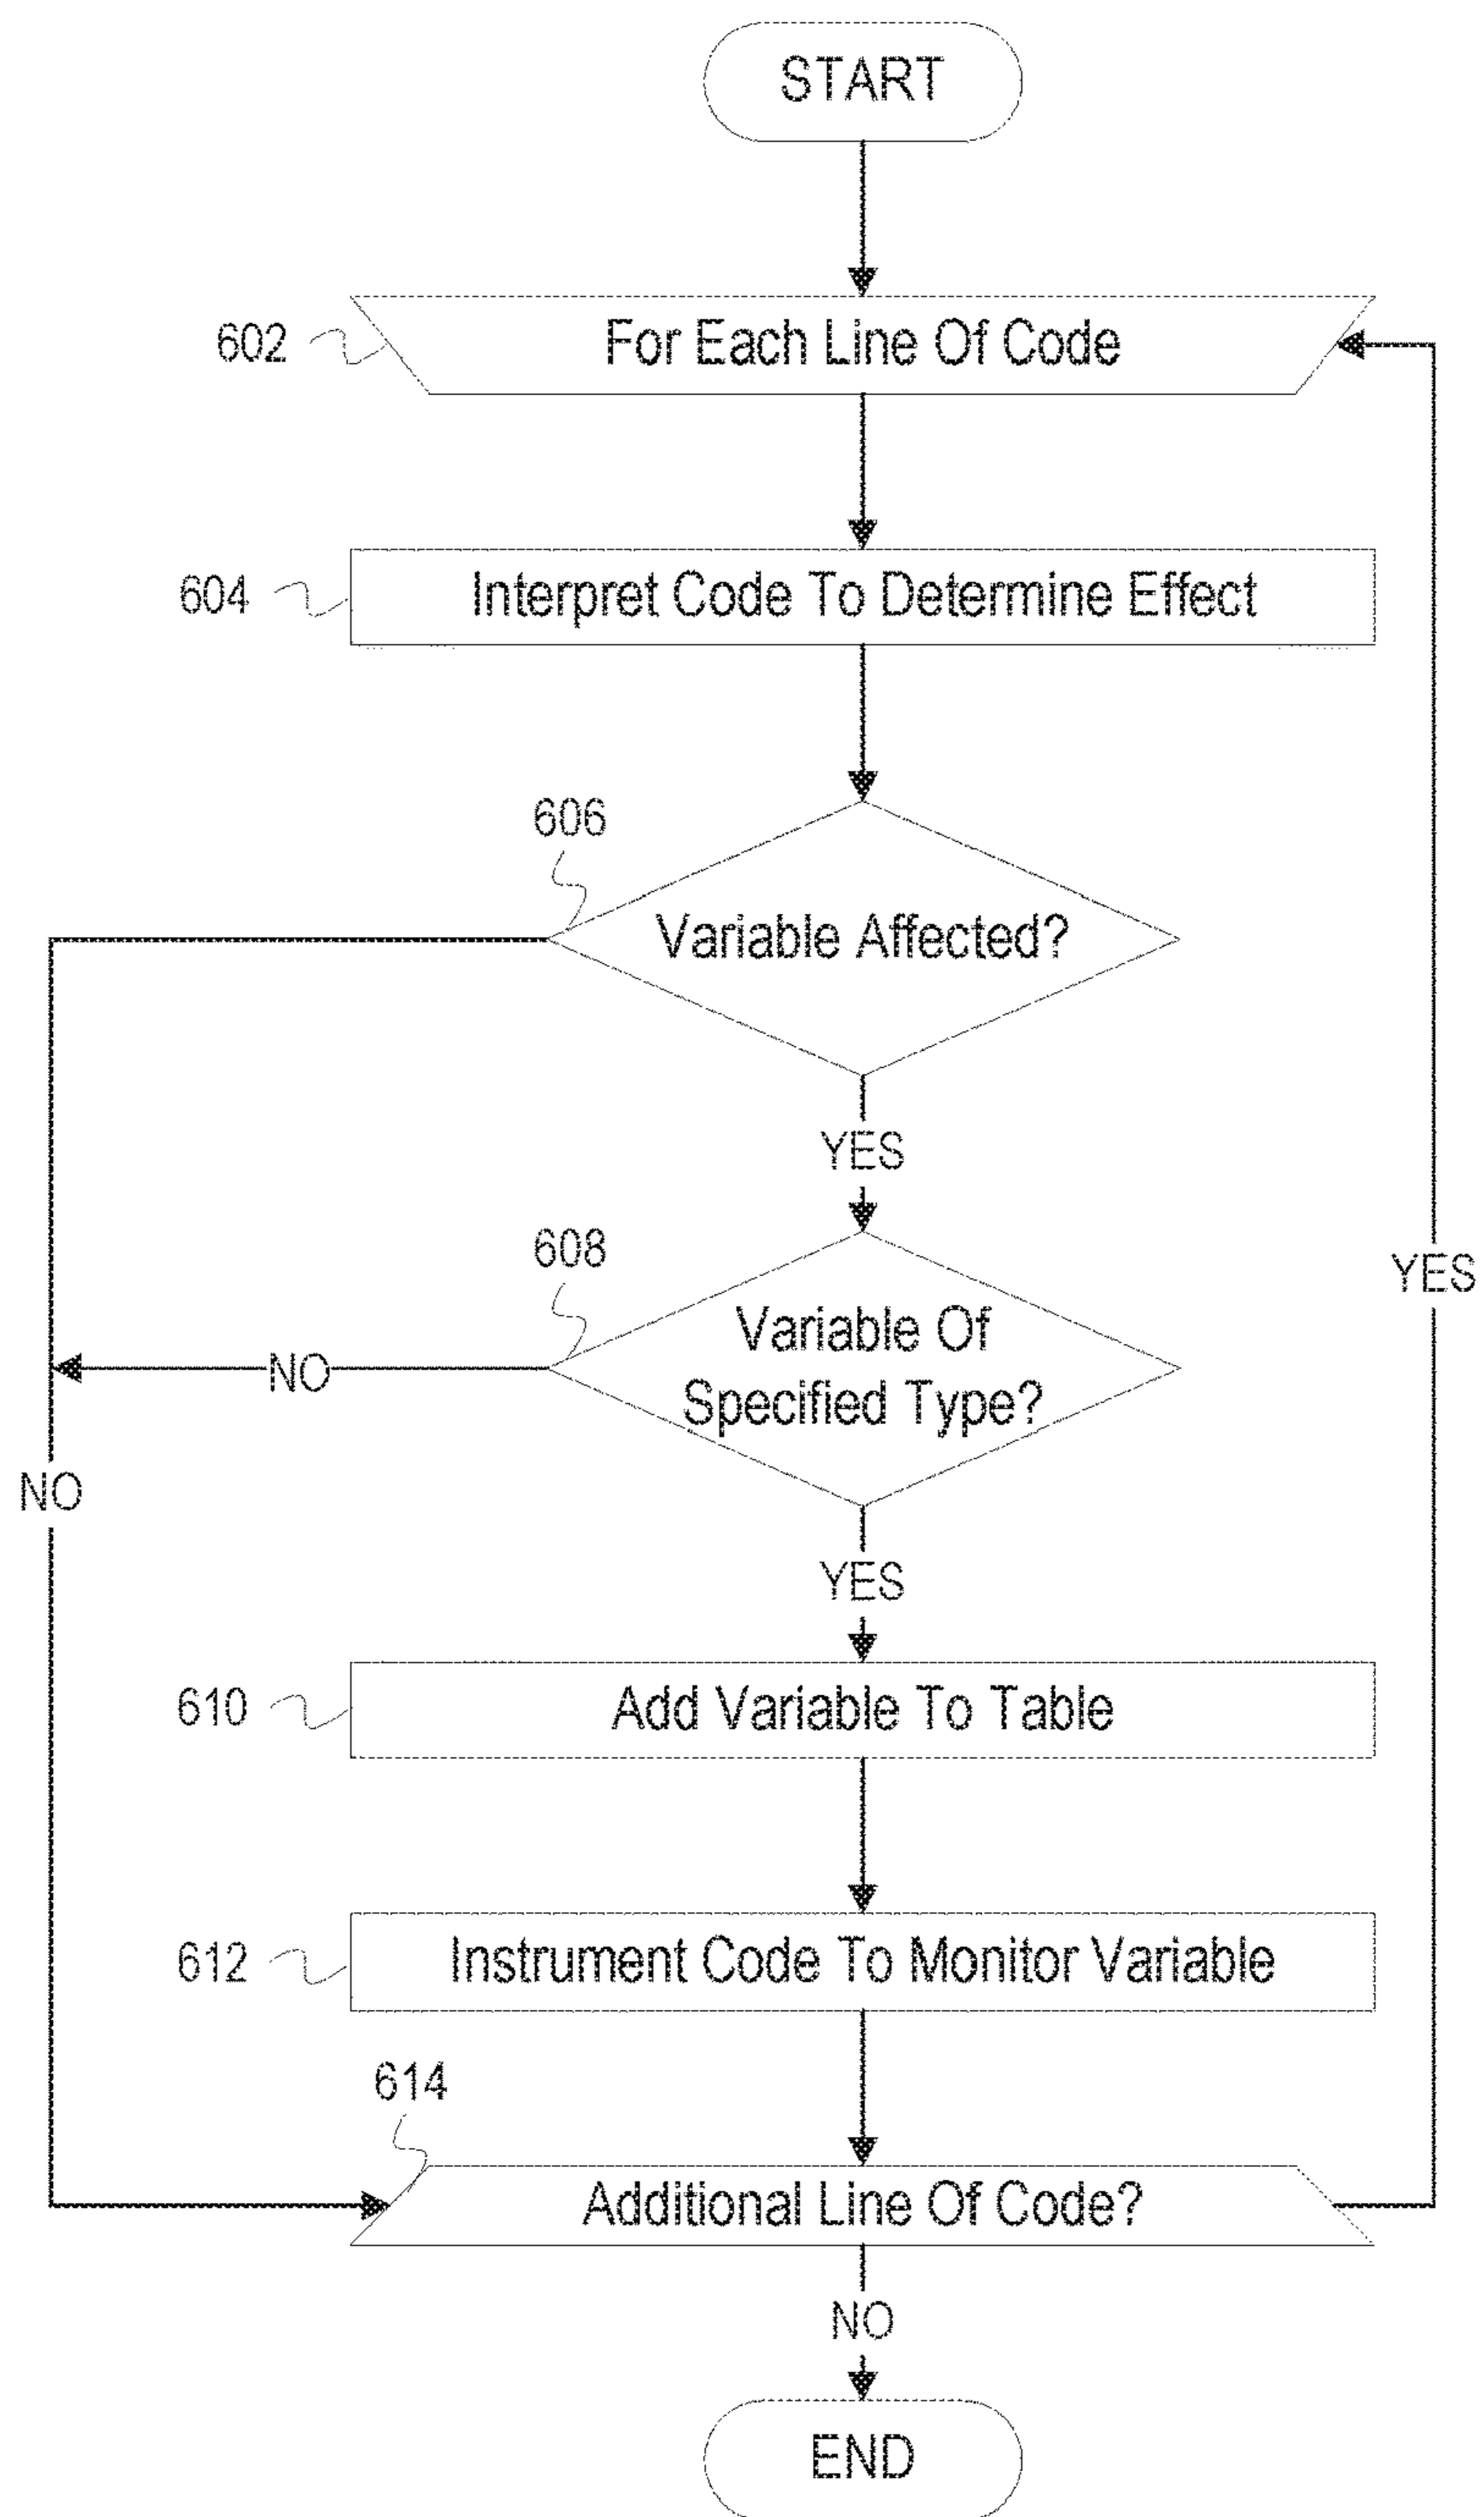 START
602
For Each Line Of Code
604
Interpret Code To Determine Effect
606
Variable Affected?
YES
608
Variable Of
Specified Type?
YES
NO
NO
YES
610
Add Variable To Table
612
Instrument Code To Monitor Variable
614
Additional Line Of Code?
NO
END